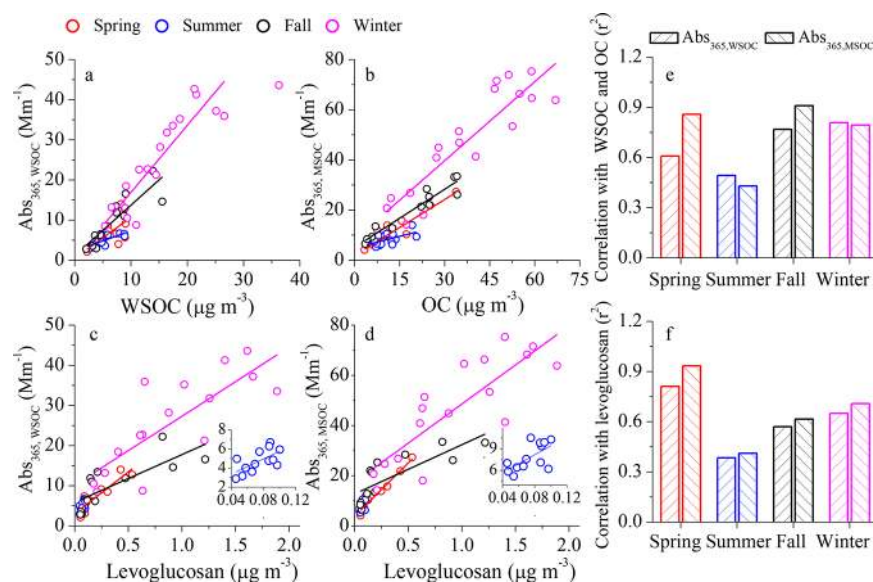 Spring Summer Fall Winter
a
Abs365, WSOC (Mm-1)
50
40
30
20
10
0
0 10 20 30 40
WSOC (μg m-3)
b
Abs365, MSOC (Mm-1)
100
80
60
40
20
0
0 15 30 45 60 75
OC (μg m-3)
Abs365,WSOC Abs365,MSOC
e
Correlation with WSOC and OC (r2)
1.2
0.9
0.6
0.3
0.0
Spring Summer Fall Winter
c
Abs365, WSOC (Mm-1)
50
40
30
20
10
0
8
6
4
2
0.04 0.08 0.12
0.0 0.5 1.0 1.5 2.0
Levoglucosan (μg m-3)
d
Abs365, MSOC (Mm-1)
80
60
40
20
0
9
6
0.04 0.08 0.12
0.0 0.5 1.0 1.5 2.0
Levoglucosan (μg m-3)
f
Correlation with levoglucosan (r2)
1.2
0.9
0.6
0.3
0.0
Spring Summer Fall Winter